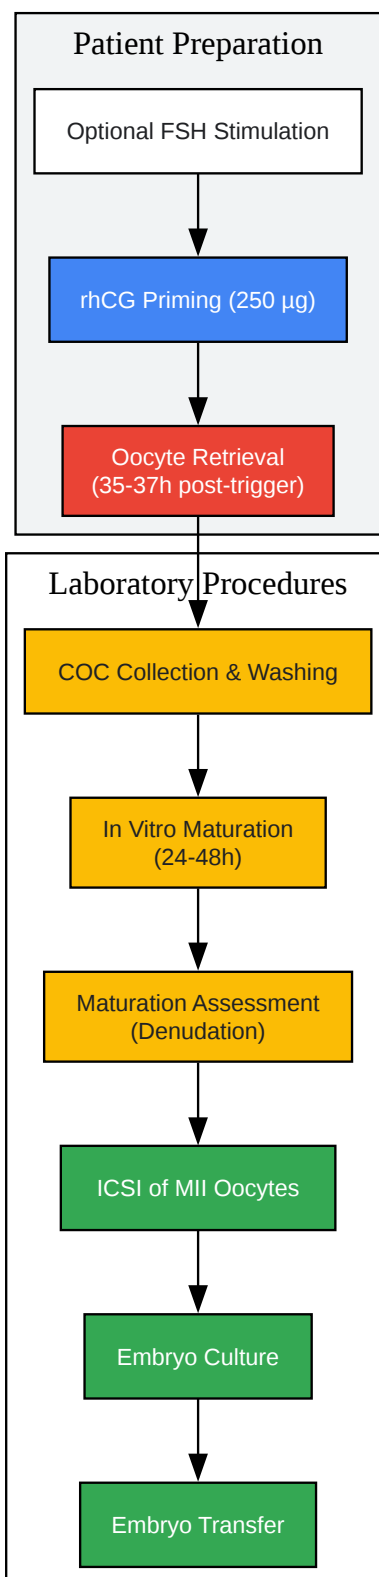 Patient Preparation
Optional FSH Stimulation
rhCG Priming (250 µg)
Oocyte Retrieval
(35-37h post-trigger)
Laboratory Procedures
COC Collection & Washing
In Vitro Maturation
(24-48h)
Maturation Assessment
(Denudation)
ICSI of MII Oocytes
Embryo Culture
Embryo Transfer